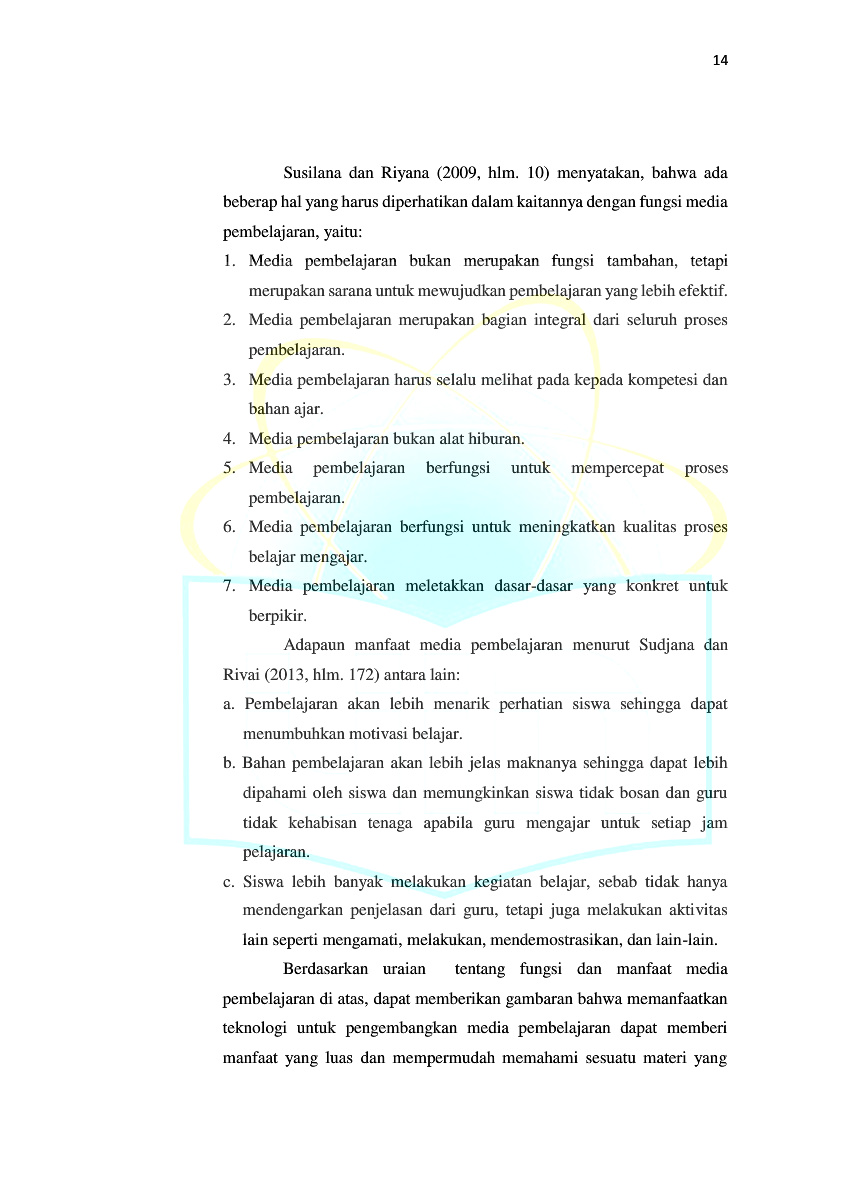 14
Susilana dan Riyana (2009, hlm. 10) menyatakan, bahwa ada
beberap hal yang harus diperhatikan dalam kaitannya dengan fungsi media
pembelajaran, yaitu:
1. Media pembelajaran bukan merupakan fungsi tambahan, tetapi
merupakan sarana untuk mewujudkan pembelajaran yang lebih efektif.
2. Media pembelajaran merupakan bagian integral dari seluruh proses
pembelajaran.
3. Media pembelajaran harus selalu melihat pada kepada kompetesi dan
bahan ajar.
4. Media pembelajaran bukan alat hiburan.
5. Media pembelajaran berfungsi untuk mempercepat proses
pembelajaran.
6. Media pembelajaran berfungsi untuk meningkatkan kualitas proses
belajar mengajar.
7. Media pembelajaran meletakkan dasar-dasar yang konkret untuk
berpikir.
Adapaun manfaat media pembelajaran menurut Sudjana dan
Rivai (2013, hlm. 172) antara lain:
a. Pembelajaran akan lebih menarik perhatian siswa sehingga dapat
menumbuhkan motivasi belajar.
b. Bahan pembelajaran akan lebih jelas maknanya sehingga dapat lebih
dipahami oleh siswa dan memungkinkan siswa tidak bosan dan guru
tidak kehabisan tenaga apabila guru mengajar untuk setiap jam
pelajaran.
c. Siswa lebih banyak melakukan kegiatan belajar, sebab tidak hanya
mendengarkan penjelasan dari guru, tetapi juga melakukan aktivitas
lain seperti mengamati, melakukan, mendemostrasikan, dan lain-lain.
Berdasarkan uraian tentang fungsi dan manfaat media
pembelajaran di atas, dapat memberikan gambaran bahwa memanfaatkan
teknologi untuk pengembangkan media pembelajaran dapat memberi
manfaat yang luas dan mempermudah memahami sesuatu materi yang